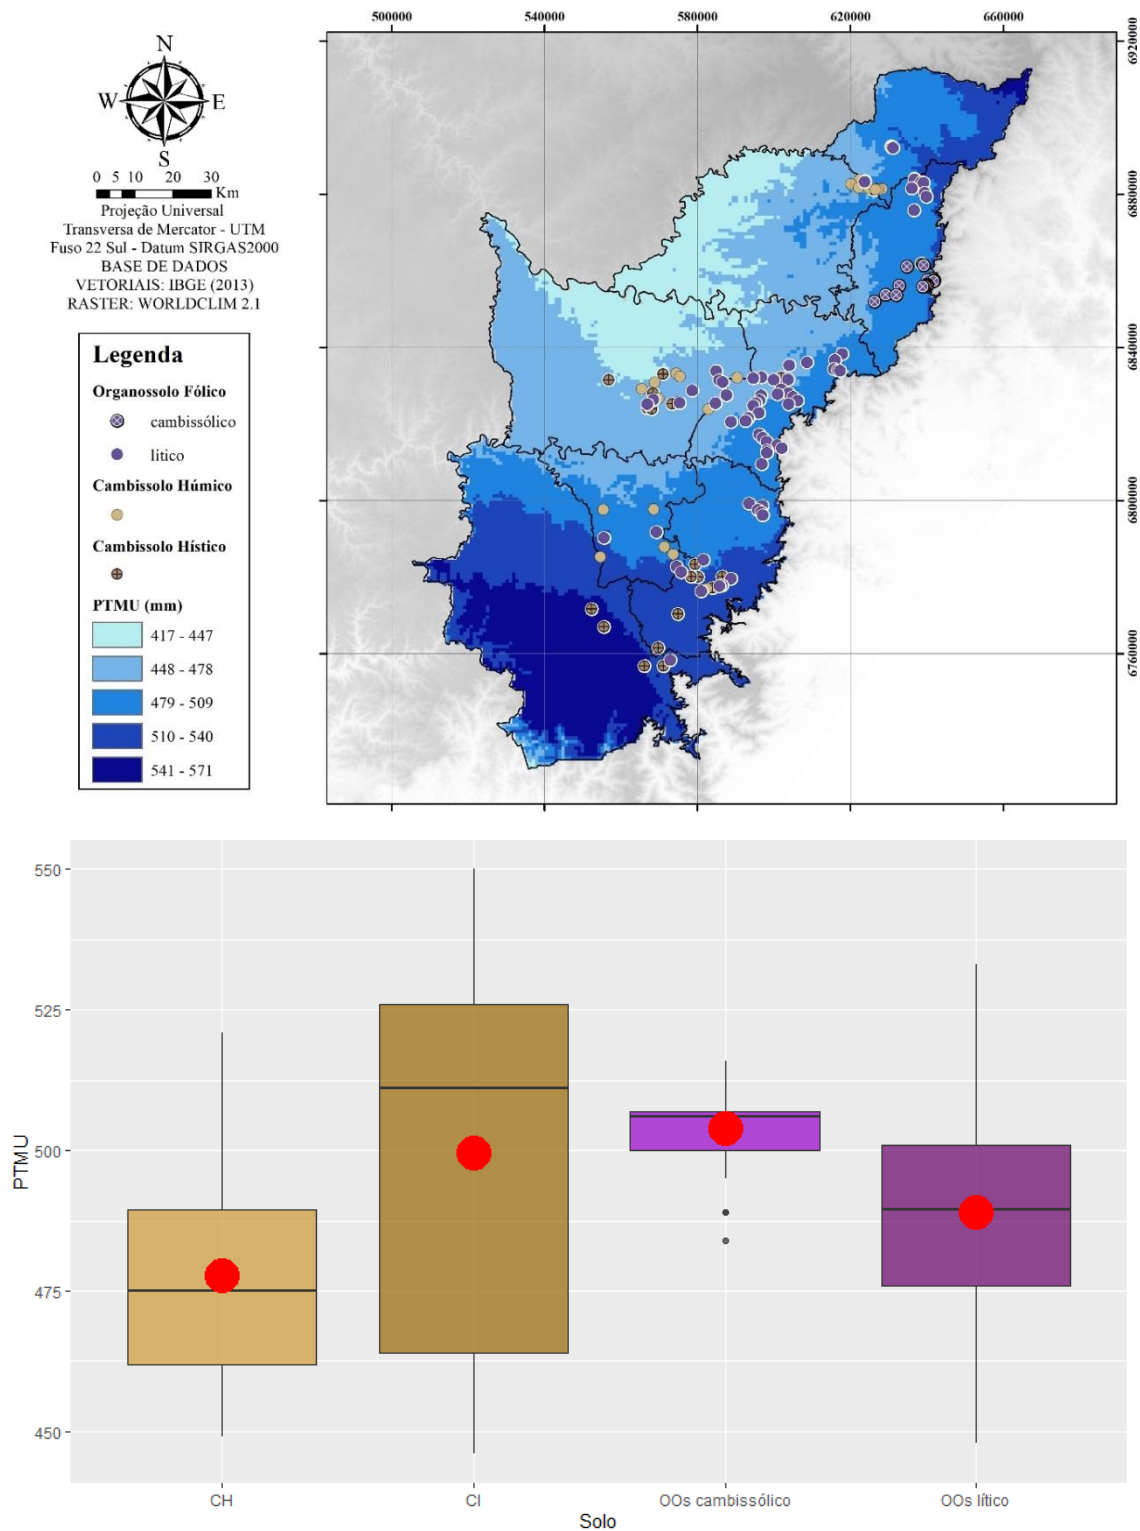 500000 540000 580000 620000 660000
N
W E
S
0 5 10 20 30
Km
Projeção Universal
Transversa de Mercator - UTM
Fuso 22 Sul - Datum SIRGAS2000
BASE DE DADOS
VETORIAIS: IBGE (2013)
RASTER: WORLDCLIM 2.1
Legenda
Organossolo Fólico
cambissólico
lítico
Cambissolo Húmico
Cambissolo Hístico
PTMU (mm)
417 - 447
448 - 478
479 - 509
510 - 540
541 - 571
6920000
6880000
6840000
6800000
6760000
550
525
500
475
450
PTMU
CH CI OOs cambissólico OOs lítico
Solo